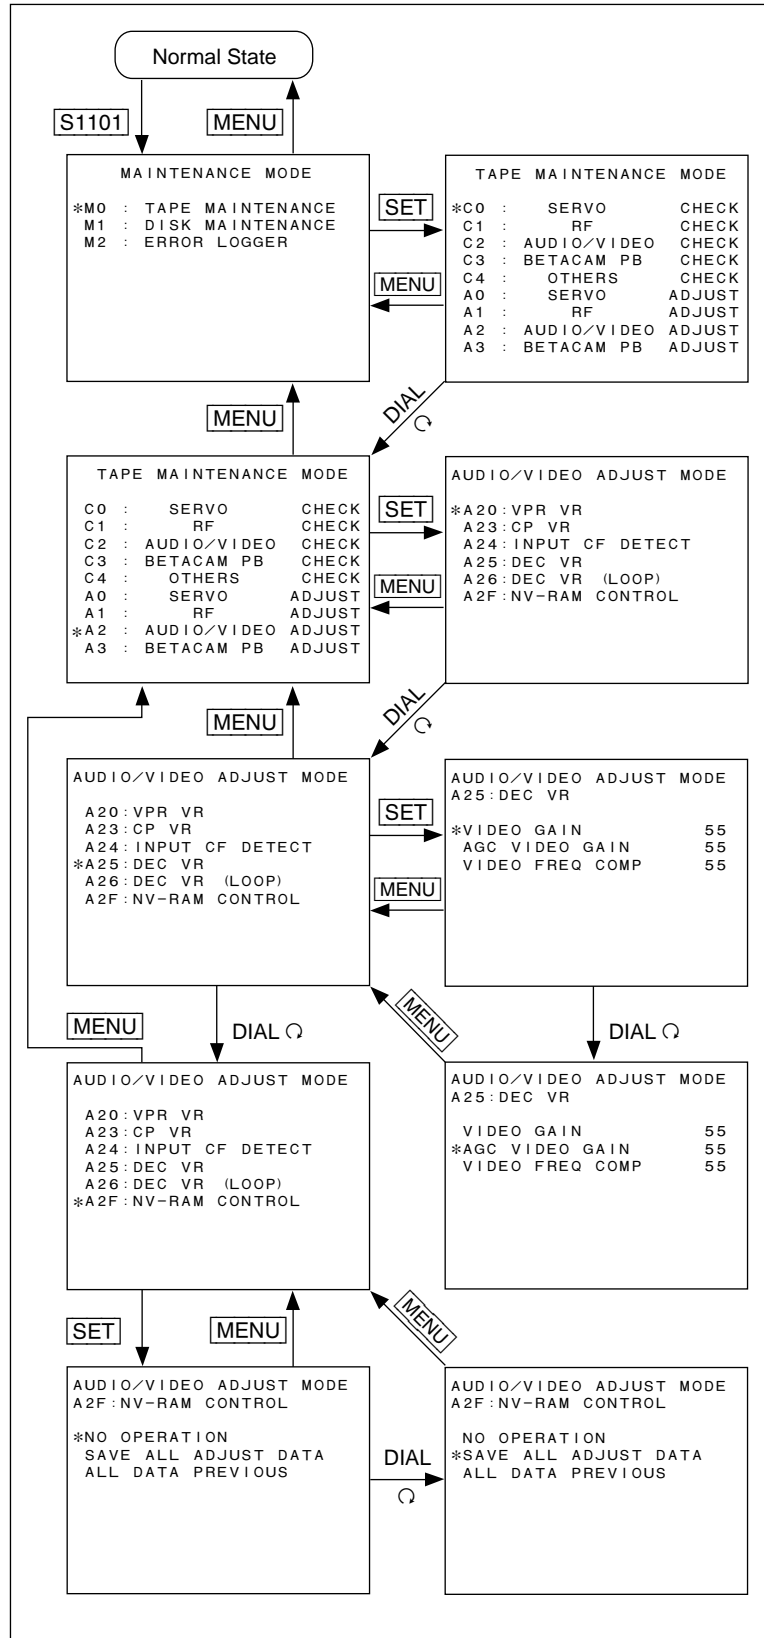 Normal State
S1101
MENU
MAINTENANCE MODE
*M0 : TAPE MAINTENANCE
M1 : DISK MAINTENANCE
M2 : ERROR LOGGER
SET
MENU
TAPE MAINTENANCE MODE
*C0 : SERVO CHECK
C1 : RF CHECK
C2 : AUDIO/VIDEO CHECK
C3 : BETACAM PB CHECK
C4 : OTHERS CHECK
A0 : SERVO ADJUST
A1 : RF ADJUST
A2 : AUDIO/VIDEO ADJUST
A3 : BETACAM PB ADJUST
MENU
DIAL
TAPE MAINTENANCE MODE
C0 : SERVO CHECK
C1 : RF CHECK
C2 : AUDIO/VIDEO CHECK
C3 : BETACAM PB CHECK
C4 : OTHERS CHECK
A0 : SERVO ADJUST
A1 : RF ADJUST
*A2 : AUDIO/VIDEO ADJUST
A3 : BETACAM PB ADJUST
SET
MENU
AUDIO/VIDEO ADJUST MODE
*A20:VPR VR
A23:CP VR
A24:INPUT CF DETECT
A25:DEC VR
A26:DEC VR (LOOP)
A2F:NV-RAM CONTROL
MENU
DIAL
AUDIO/VIDEO ADJUST MODE
A20:VPR VR
A23:CP VR
A24:INPUT CF DETECT
*A25:DEC VR
A26:DEC VR (LOOP)
A2F:NV-RAM CONTROL
SET
MENU
AUDIO/VIDEO ADJUST MODE
A25:DEC VR
*VIDEO GAIN 55
AGC VIDEO GAIN 55
VIDEO FREQ COMP 55
MENU
DIAL
MENU
DIAL
AUDIO/VIDEO ADJUST MODE
A20:VPR VR
A23:CP VR
A24:INPUT CF DETECT
A25:DEC VR
A26:DEC VR (LOOP)
*A2F:NV-RAM CONTROL
AUDIO/VIDEO ADJUST MODE
A25:DEC VR
VIDEO GAIN 55
*AGC VIDEO GAIN 55
VIDEO FREQ COMP 55
SET
MENU
MENU
AUDIO/VIDEO ADJUST MODE
A2F:NV-RAM CONTROL
*NO OPERATION
SAVE ALL ADJUST DATA
ALL DATA PREVIOUS
DIAL
AUDIO/VIDEO ADJUST MODE
A2F:NV-RAM CONTROL
NO OPERATION
*SAVE ALL ADJUST DATA
ALL DATA PREVIOUS